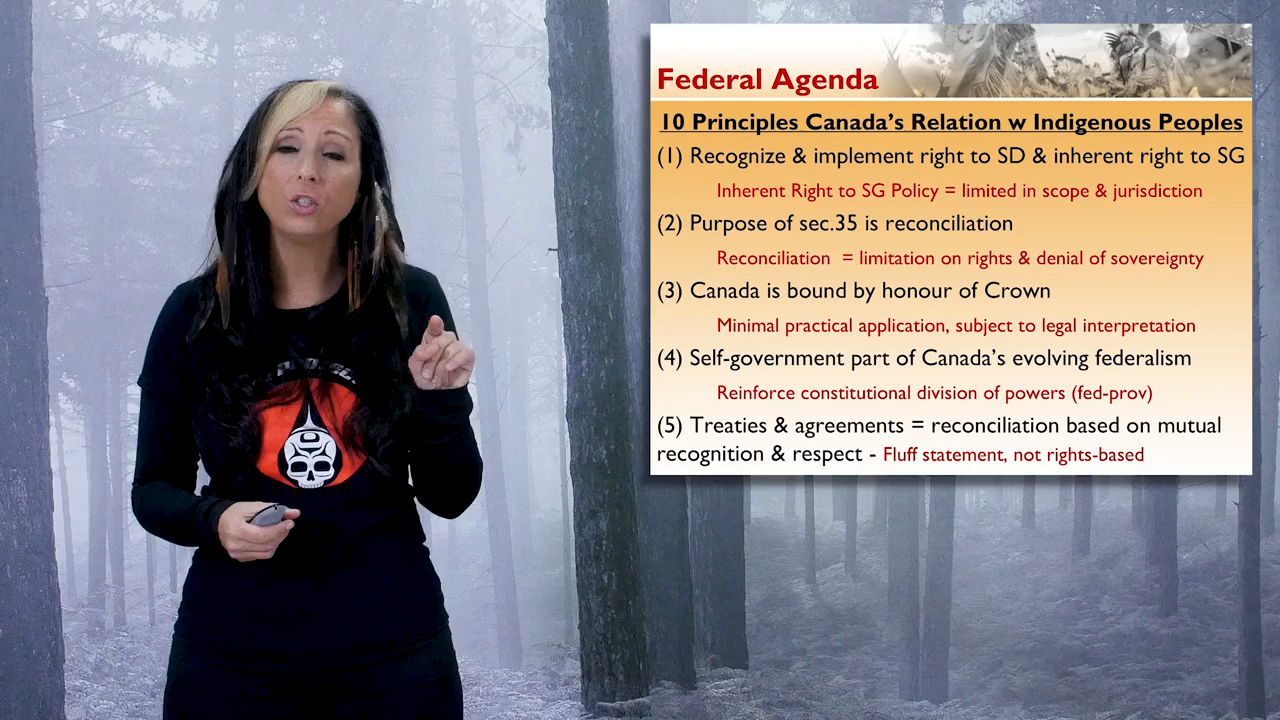 Federal Agenda
10 Principles Canada's Relation w Indigenous Peoples
(1) Recognize & implement right to SD & inherent right to SG
Inherent Right to SG Policy = limited in scope & jurisdiction
(2) Purpose of sec.35 is reconciliation
Reconciliation = limitation on rights & denial of sovereignty
(3) Canada is bound by honour of Crown
Minimal practical application, subject to legal interpretation
(4) Self-government part of Canada's evolving federalism
Reinforce constitutional division of powers (fed-prov)
(5) Treaties & agreements = reconciliation based on mutual
recognition & respect - Fluff statement, not rights-based